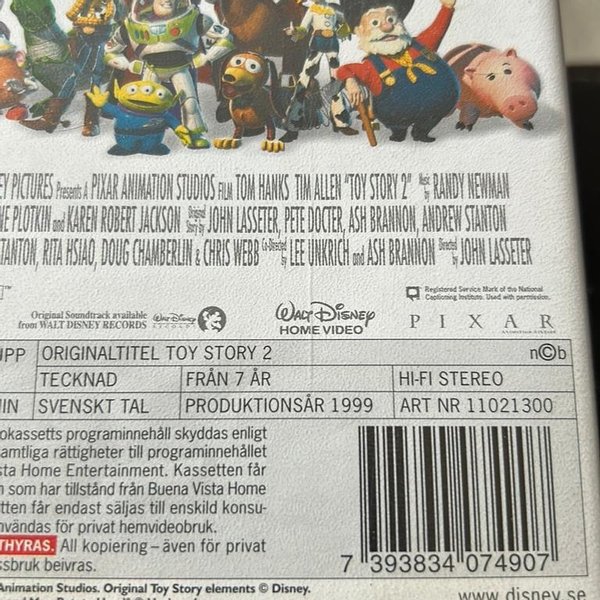 EY PICTURES Presents A PIXAR ANIMATION STUDIOS FILM TOM HANKS TIM ALLEN "TOY STORY 2" Music by RANDY NEWMAN
NE PLOTKIN and KAREN ROBERT JACKSON Original Story by JOHN LASSETER, PETE DOCTER, ASH BRANNON, ANDREW STANTON
STANTON, RITA HSIAO, DOUG CHAMBERLIN & CHRIS WEBB Co-Directed by LEE UNKRICH and ASH BRANNON Directed by JOHN LASSETER
Original Soundtrack available
from WALT DISNEY RECORDS
Walt Disney
RECORDS
Walt Disney
HOME VIDEO
Registered Service Mark of the National
Captioning Institute. Used with permission.
PIXAR
UPP ORIGINALTITEL TOY STORY 2 n©b
TECKNAD FRÅN 7 ÅR HI-FI STEREO
MIN SVENSKT TAL PRODUKTIONSÅR 1999 ART NR 11021300
okassetts programinnehåll skyddas enligt
amtliga rättigheter till programinnehållet
sta Home Entertainment. Kassetten får
n som har tillstånd från Buena Vista Home
tten får endast säljas till enskild konsu-
nvändas för privat hemvideobruk.
THYRAS. All kopiering – även för privat
ssbruk beivras.
7 393834 074907
Animation Studios. Original Toy Story elements © Disney.
www.disney.se